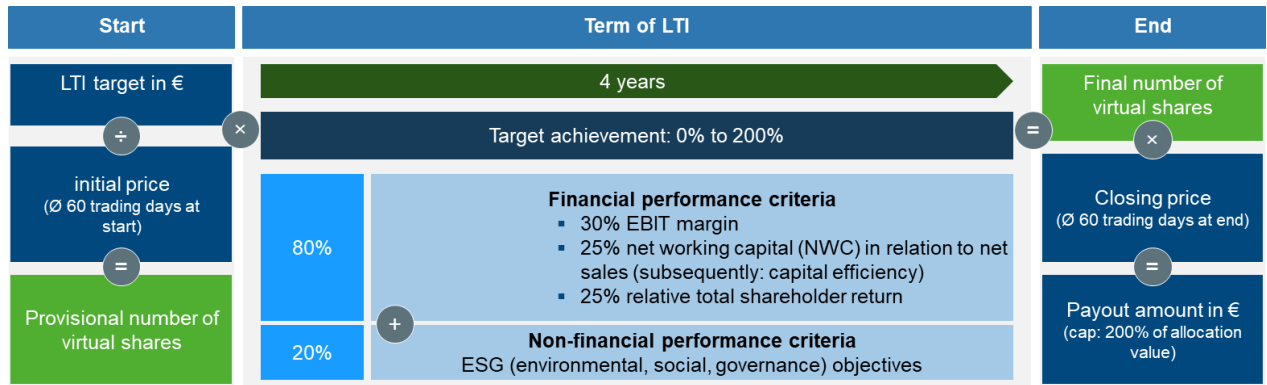 Start
LTI target in €
÷
initial price
(Ø 60 trading days at
start)
=
Provisional number of
virtual shares
×
Term of LTI
4 years
Target achievement: 0% to 200%
80%
Financial performance criteria
▪ 30% EBIT margin
▪ 25% net working capital (NWC) in relation to net
sales (subsequently: capital efficiency)
▪ 25% relative total shareholder return
+
20%
Non-financial performance criteria
ESG (environmental, social, governance) objectives
=
End
Final number of
virtual shares
×
Closing price
(Ø 60 trading days at end)
=
Payout amount in €
(cap: 200% of allocation
value)